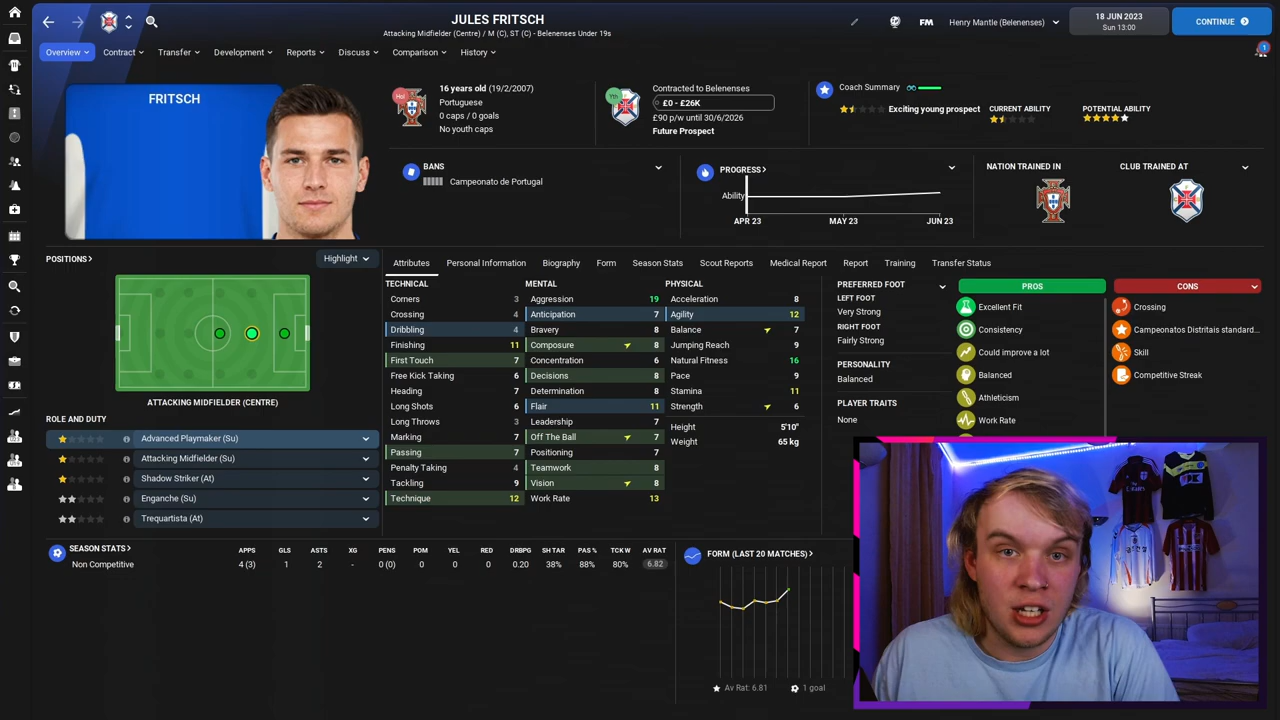 JULES FRITSCH
Attacking Midfielder (Centre) / M (C), ST (C) - Belenenses Under 19s
FM
Henry Mantle (Belenenses)
18 JUN 2023
Sun 13:00
CONTINUE
Overview
Contract
Transfer
Development
Reports
Discuss
Comparison
History
1
FRITSCH
Hol
16 years old (19/2/2007)
Portuguese
0 caps / 0 goals
No youth caps
Yth
Contracted to Belenenses
£0 - £26K
£90 p/w until 30/6/2026
Future Prospect
Coach Summary
Exciting young prospect
CURRENT ABILITY
POTENTIAL ABILITY
BANS
Campeonato de Portugal
PROGRESS
Ability
APR 23
MAY 23
JUN 23
NATION TRAINED IN
CLUB TRAINED AT
POSITIONS
Highlight
ATTACKING MIDFIELDER (CENTRE)
ROLE AND DUTY
Advanced Playmaker (Su)
Attacking Midfielder (Su)
Shadow Striker (At)
Enganche (Su)
Trequartista (At)
Attributes
Personal Information
Biography
Form
Season Stats
Scout Reports
Medical Report
Report
Training
Transfer Status
TECHNICAL
Corners 3
Crossing 4
Dribbling 4
Finishing 11
First Touch 7
Free Kick Taking 6
Heading 7
Long Shots 6
Long Throws 3
Marking 7
Passing 7
Penalty Taking 4
Tackling 9
Technique 12
MENTAL
Aggression 19
Anticipation 7
Bravery 8
Composure 8
Concentration 6
Decisions 8
Determination 8
Flair 11
Leadership 7
Off The Ball 7
Positioning 7
Teamwork 8
Vision 8
Work Rate 13
PHYSICAL
Acceleration 8
Agility 12
Balance 7
Jumping Reach 9
Natural Fitness 16
Pace 9
Stamina 11
Strength 6
Height 5'10"
Weight 65 kg
PREFERRED FOOT
LEFT FOOT
Very Strong
RIGHT FOOT
Fairly Strong
PERSONALITY
Balanced
PLAYER TRAITS
None
PROS
Excellent Fit
Consistency
Could improve a lot
Balanced
Athleticism
Work Rate
CONS
Crossing
Campeonatos Distritais standard...
Skill
Competitive Streak
SEASON STATS
APPS GLS ASTS XG PENS POM YEL RED DRBPG SH TAR PAS % TCK W AV RAT
Non Competitive 4 (3) 1 2 - 0 (0) 0 0 0 0.20 38% 88% 80% 6.82
FORM (LAST 20 MATCHES)
Av Rat: 6.81
1 goal